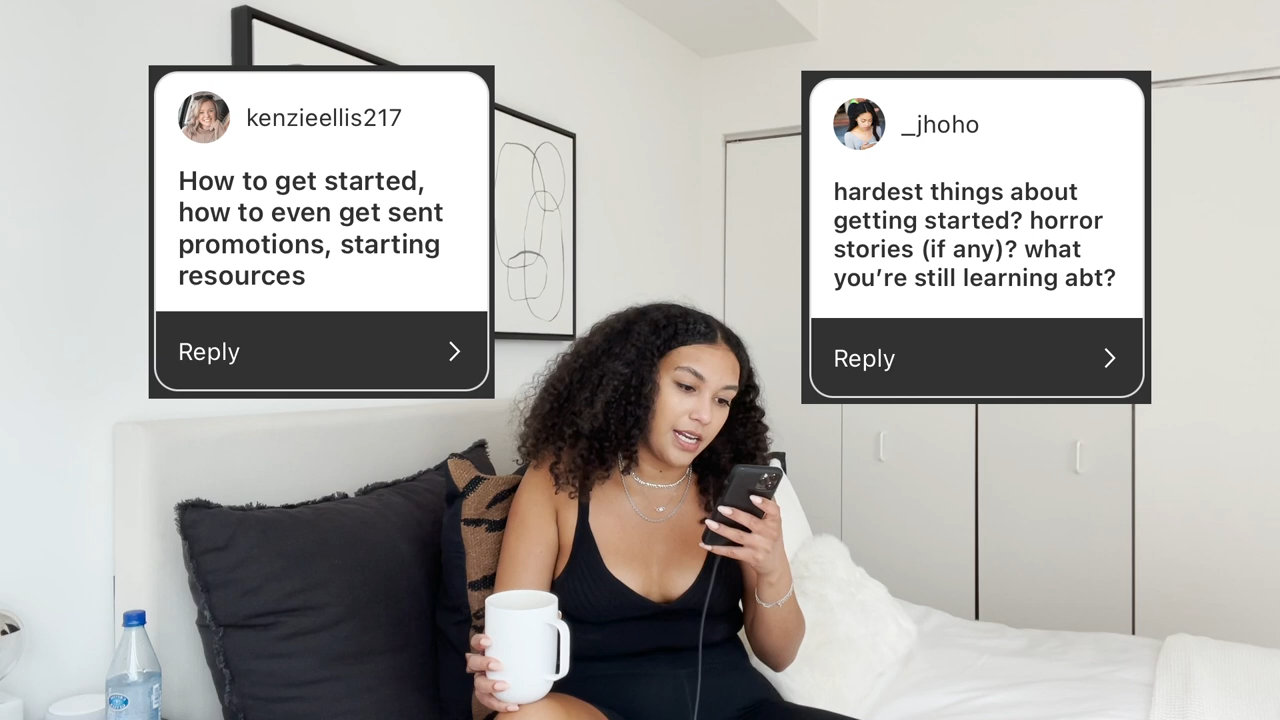 kenzieellis217
How to get started,
how to even get sent
promotions, starting
resources
Reply
_jhoho
hardest things about
getting started? horror
stories (if any)? what
you’re still learning abt?
Reply